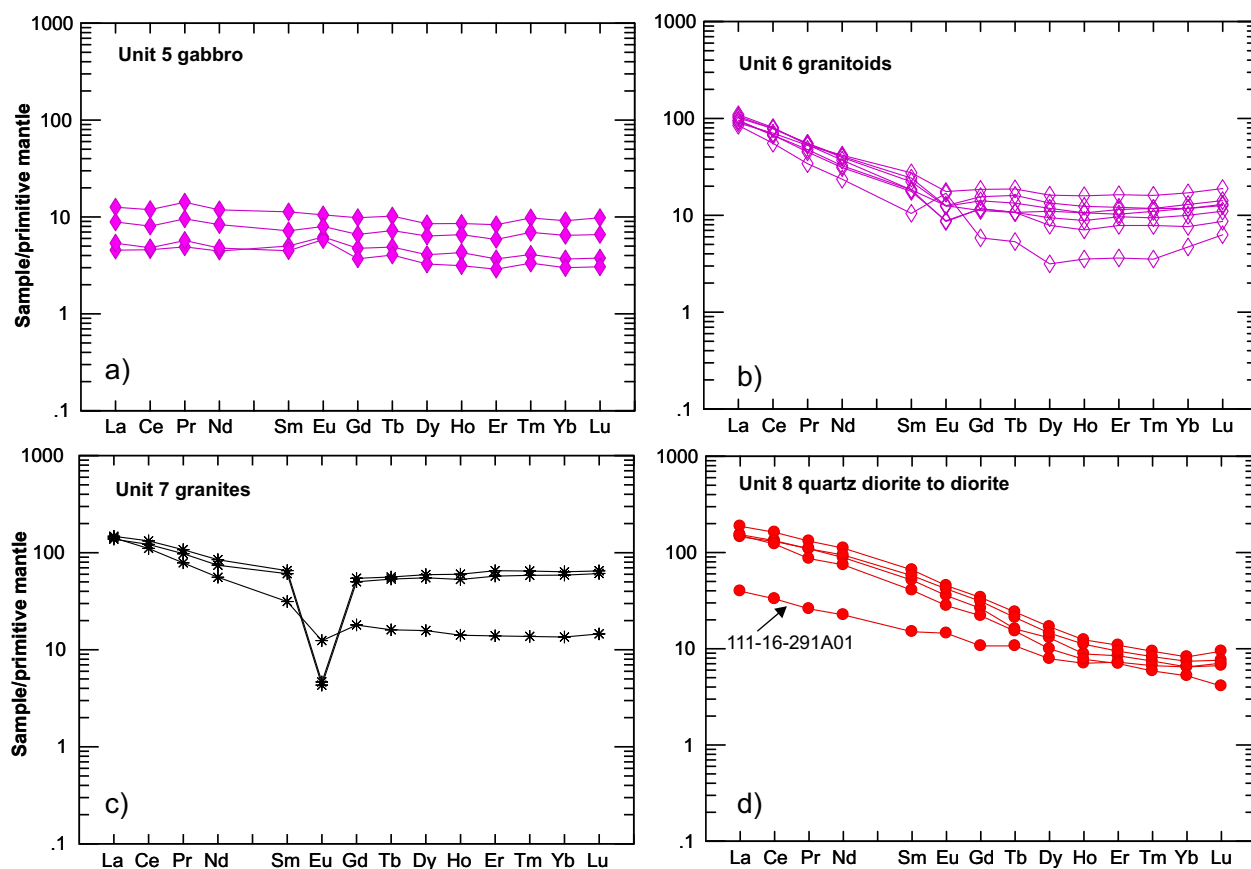 Unit 5 gabbro
Sample/primitive mantle
1000
100
10
1
.1
a)
La Ce Pr Nd Sm Eu Gd Tb Dy Ho Er Tm Yb Lu
Unit 6 granitoids
1000
100
10
1
.1
b)
La Ce Pr Nd Sm Eu Gd Tb Dy Ho Er Tm Yb Lu
Unit 7 granites
Sample/primitive mantle
1000
100
10
1
.1
c)
La Ce Pr Nd Sm Eu Gd Tb Dy Ho Er Tm Yb Lu
Unit 8 quartz diorite to diorite
1000
100
10
1
.1
111-16-291A01
d)
La Ce Pr Nd Sm Eu Gd Tb Dy Ho Er Tm Yb Lu